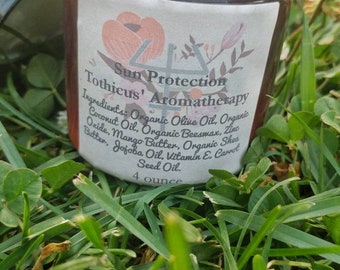 Sun Protection
Tothicus' Aromatherapy
Ingredients: Organic Olive Oil, Organic
Coconut Oil, Organic Beeswax, Zinc
Oxide, Mango Butter, Organic Shea
Butter, Jojoba Oil, Vitamin E, Carrot
Seed Oil.
4 ounce